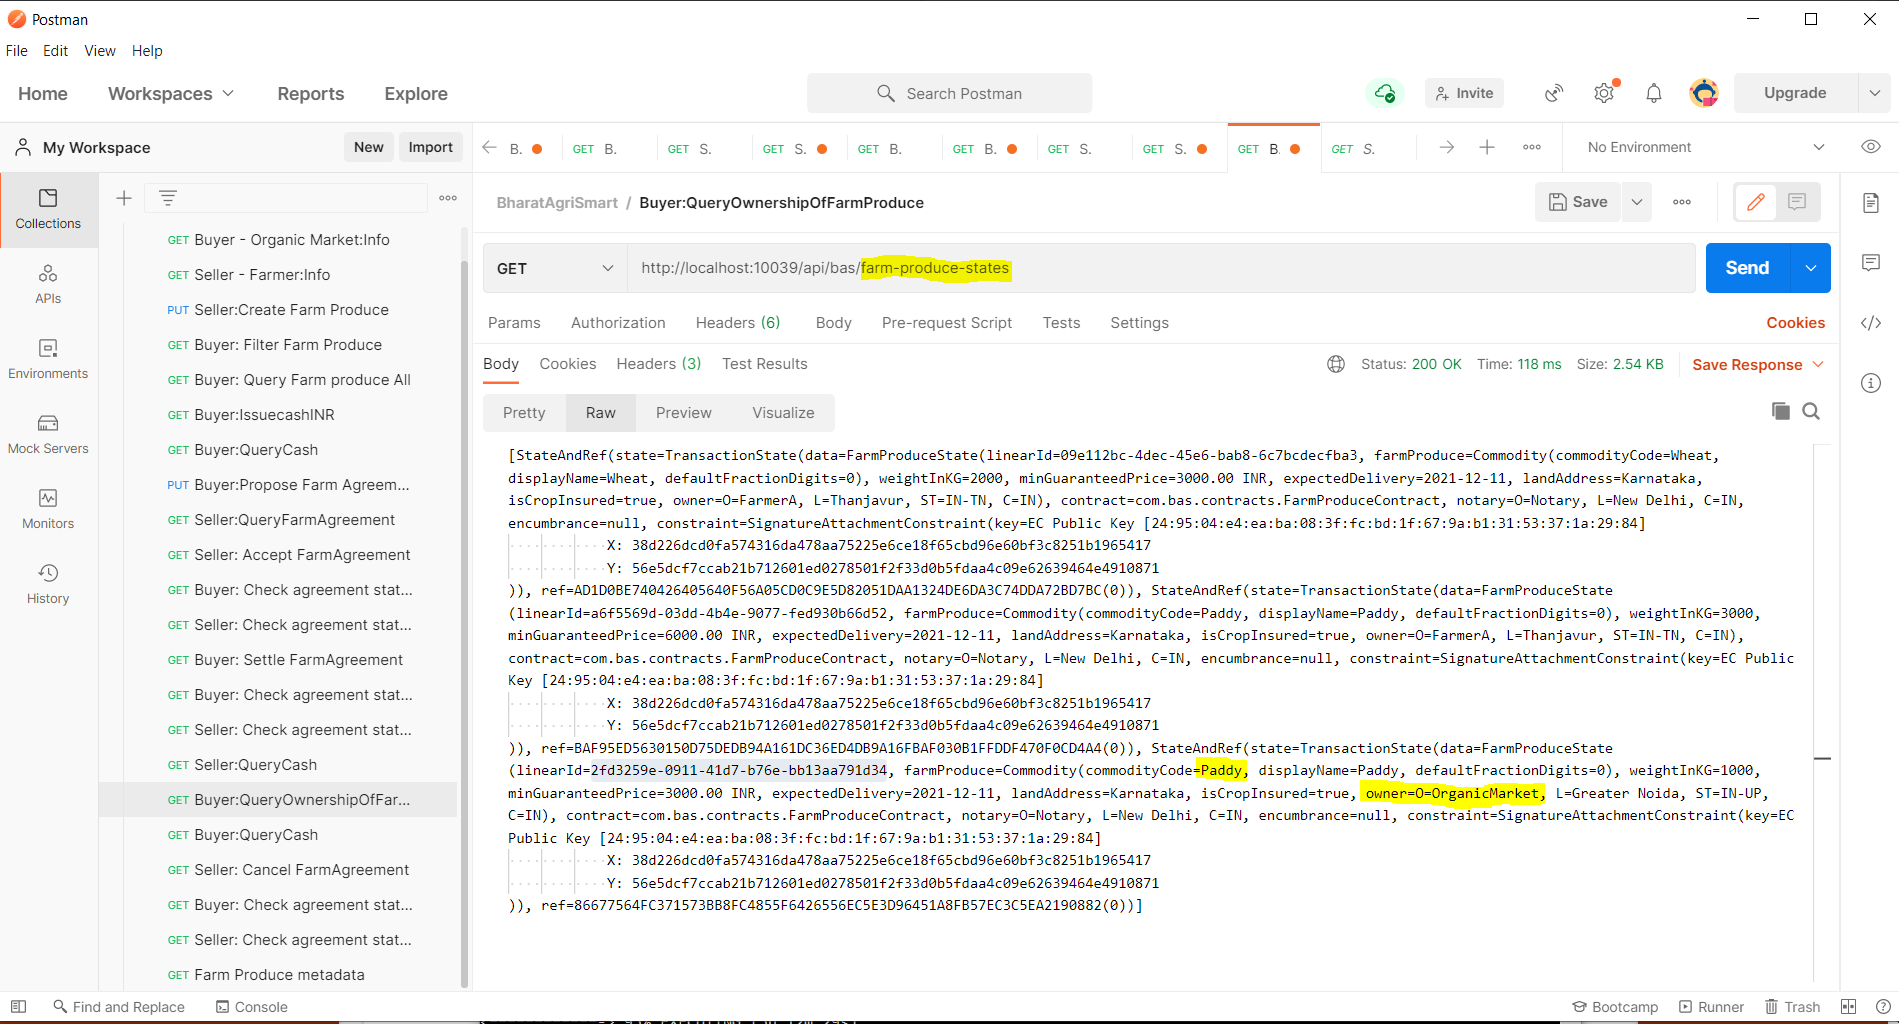 Postman
File Edit View Help
Home Workspaces Reports Explore Search Postman Invite Upgrade
My Workspace New Import B. GET B. GET S. GET S. GET B. GET B. GET S. GET S. GET B. GET S. No Environment
Collections
APIs
Environments
Mock Servers
Monitors
History
GET Buyer - Organic Market:Info
GET Seller - Farmer:Info
PUT Seller:Create Farm Produce
GET Buyer: Filter Farm Produce
GET Buyer: Query Farm produce All
GET Buyer:IssuecashINR
GET Buyer:QueryCash
PUT Buyer:Propose Farm Agreem...
GET Seller:QueryFarmAgreement
GET Seller: Accept FarmAgreement
GET Buyer: Check agreement stat...
GET Seller: Check agreement stat...
GET Buyer: Settle FarmAgreement
GET Buyer: Check agreement stat...
GET Seller: Check agreement stat...
GET Seller:QueryCash
GET Buyer:QueryOwnershipOfFar...
GET Buyer:QueryCash
GET Seller: Cancel FarmAgreement
GET Buyer: Check agreement stat...
GET Seller: Check agreement stat...
GET Farm Produce metadata
BharatAgriSmart / Buyer:QueryOwnershipOfFarmProduce Save
GET http://localhost:10039/api/bas/farm-produce-states Send
Params Authorization Headers (6) Body Pre-request Script Tests Settings Cookies
Body Cookies Headers (3) Test Results Status: 200 OK Time: 118 ms Size: 2.54 KB Save Response
Pretty Raw Preview Visualize
[StateAndRef(state=TransactionState(data=FarmProduceState(linearId=09e112bc-4dec-45e6-bab8-6c7bcdecfba3, farmProduce=Commodity(commodityCode=Wheat,
displayName=Wheat, defaultFractionDigits=0), weightInKG=2000, minGuaranteedPrice=3000.00 INR, expectedDelivery=2021-12-11, landAddress=Karnataka,
isCropInsured=true, owner=O=FarmerA, L=Thanjavur, ST=IN-TN, C=IN), contract=com.bas.contracts.FarmProduceContract, notary=O=Notary, L=New Delhi, C=IN,
encumbrance=null, constraint=SignatureAttachmentConstraint(key=EC Public Key [24:95:04:e4:ea:ba:08:3f:fc:bd:1f:67:9a:b1:31:53:37:1a:29:84]
X: 38d226dcd0fa574316da478aa75225e6ce18f65cbd96e60bf3c8251b1965417
Y: 56e5dcf7ccab21b712601ed0278501f2f33d0b5fdaa4c09e62639464e4910871
)), ref=AD1D0BE740426405640F56A05CD0C9E5D82051DAA1324DE6DA3C74DDA72BD7BC(0)), StateAndRef(state=TransactionState(data=FarmProduceState
(linearId=a6f5569d-03dd-4b4e-9077-fed930b66d52, farmProduce=Commodity(commodityCode=Paddy, displayName=Paddy, defaultFractionDigits=0), weightInKG=3000,
minGuaranteedPrice=6000.00 INR, expectedDelivery=2021-12-11, landAddress=Karnataka, isCropInsured=true, owner=O=FarmerA, L=Thanjavur, ST=IN-TN, C=IN),
contract=com.bas.contracts.FarmProduceContract, notary=O=Notary, L=New Delhi, C=IN, encumbrance=null, constraint=SignatureAttachmentConstraint(key=EC Public
Key [24:95:04:e4:ea:ba:08:3f:fc:bd:1f:67:9a:b1:31:53:37:1a:29:84]
X: 38d226dcd0fa574316da478aa75225e6ce18f65cbd96e60bf3c8251b1965417
Y: 56e5dcf7ccab21b712601ed0278501f2f33d0b5fdaa4c09e62639464e4910871
)), ref=BAF95ED5630150D75DEDB94A161DC36ED4DB9A16FBAF030B1FFDDF470F0CD4A4(0)), StateAndRef(state=TransactionState(data=FarmProduceState
(linearId=2fd3259e-0911-41d7-b76e-bb13aa791d34, farmProduce=Commodity(commodityCode=Paddy, displayName=Paddy, defaultFractionDigits=0), weightInKG=1000,
minGuaranteedPrice=3000.00 INR, expectedDelivery=2021-12-11, landAddress=Karnataka, isCropInsured=true, owner=O=OrganicMarket, L=Greater Noida, ST=IN-UP,
C=IN), contract=com.bas.contracts.FarmProduceContract, notary=O=Notary, L=New Delhi, C=IN, encumbrance=null, constraint=SignatureAttachmentConstraint(key=EC
Public Key [24:95:04:e4:ea:ba:08:3f:fc:bd:1f:67:9a:b1:31:53:37:1a:29:84]
X: 38d226dcd0fa574316da478aa75225e6ce18f65cbd96e60bf3c8251b1965417
Y: 56e5dcf7ccab21b712601ed0278501f2f33d0b5fdaa4c09e62639464e4910871
)), ref=86677564FC371573BB8FC4855F6426556EC5E3D96451A8FB57EC3C5EA2190882(0))]
Find and Replace Console Bootcamp Runner Trash